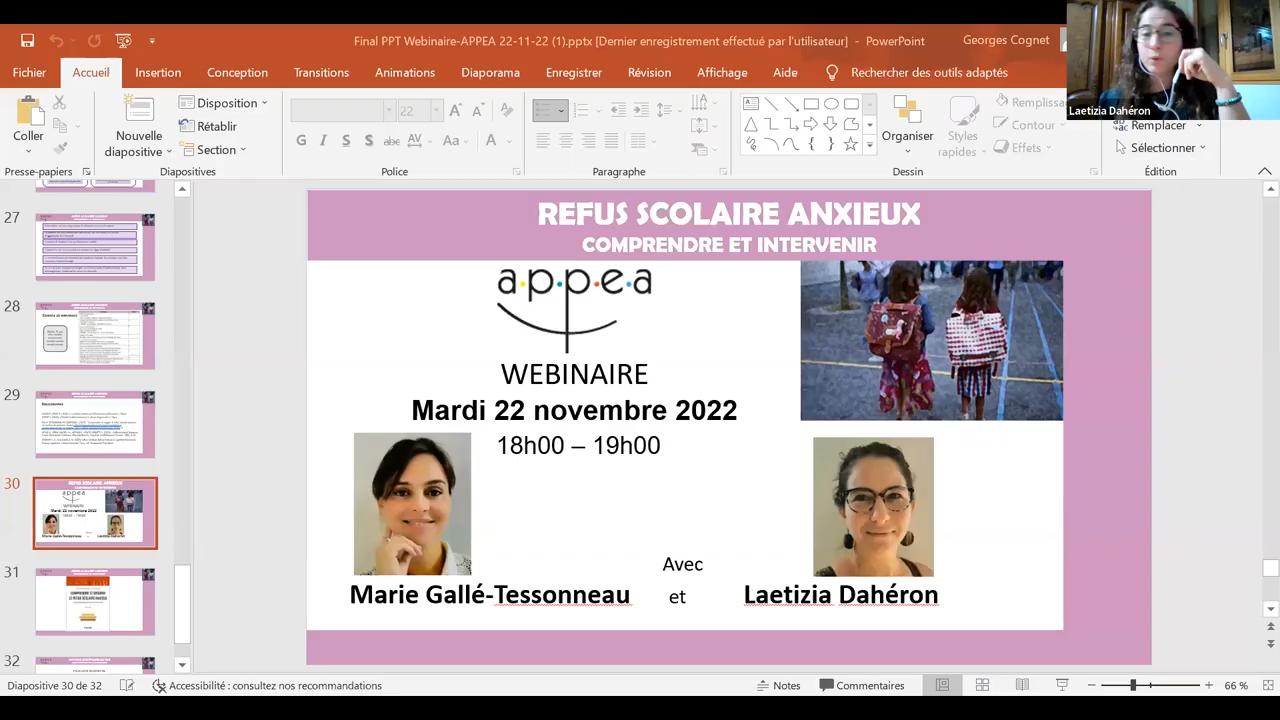 Final PPT Webinaire-APPEA 22-11-22 (1).pptx [Dernier enregistrement effectué par l'utilisateur] - PowerPoint
Georges Cognet
Fichier
Accueil
Insertion
Conception
Transitions
Animations
Diaporama
Enregistrer
Révision
Affichage
Aide
Rechercher des outils adaptés
Laetizia Dahéron
Coller
Nouvelle
diapositive
Disposition
Rétablir
Section
22
Organiser
Styles
rapides
Remplissa
Contour
Effets
Remplacer
Sélectionner
Presse-papiers
Diapositives
Police
Paragraphe
Dessin
Édition
27
28
29
30
31
32
REFUS SCOLAIRE ANXIEUX
COMPRENDRE ET INTERVENIR
a.p.p.e.a
WEBINAIRE
Mardi 22 novembre 2022
18h00 – 19h00
Avec
Marie Gallé-Tessonneau et Laetizia Dahéron
Diapositive 30 de 32
Accessibilité : consultez nos recommandations
Notes
Commentaires
66 %